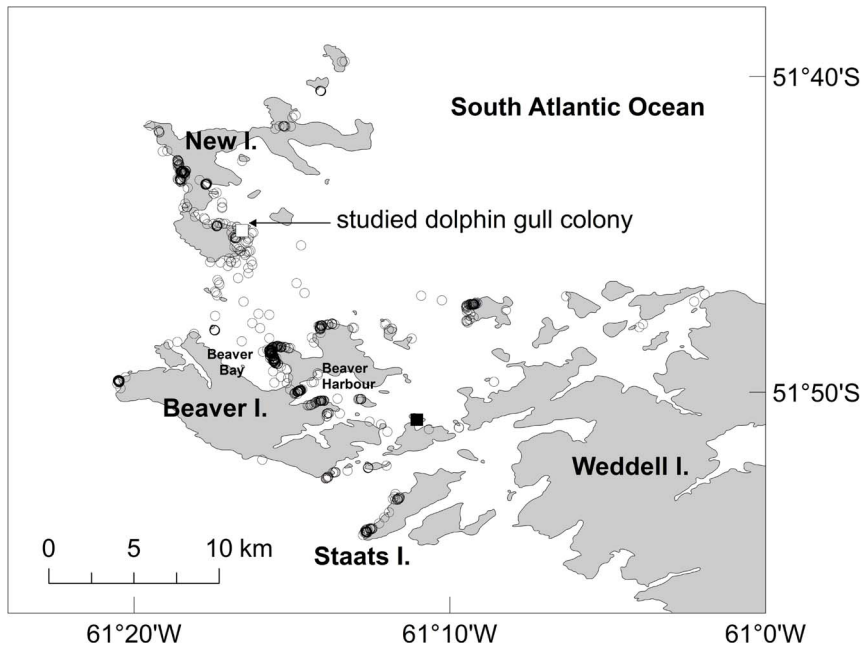 51°40'S
South Atlantic Ocean
New I.
studied dolphin gull colony
Beaver
Bay
Beaver
Harbour
51°50'S
Beaver I.
Weddell I.
Staats I.
0 5 10 km
61°20'W 61°10'W 61°0'W